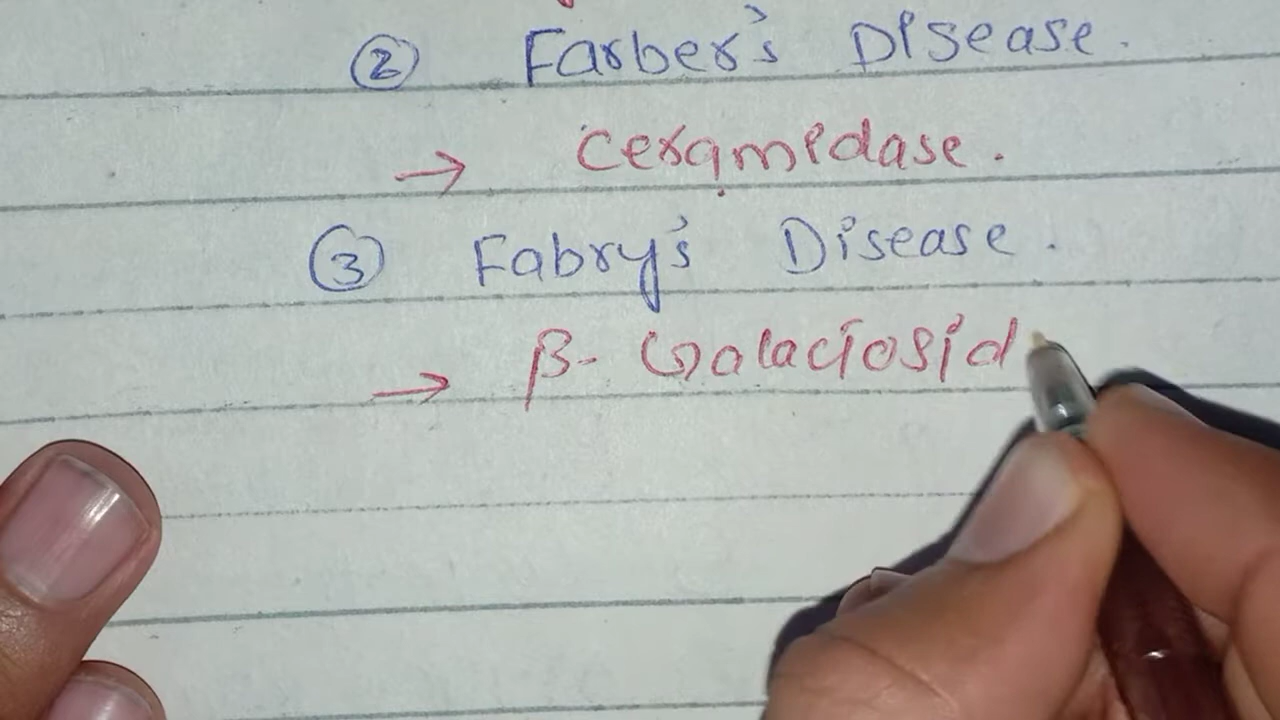 ② Farber's Disease.
→ Ceramidase.
③ Fabry's Disease.
→ β- Galactosid